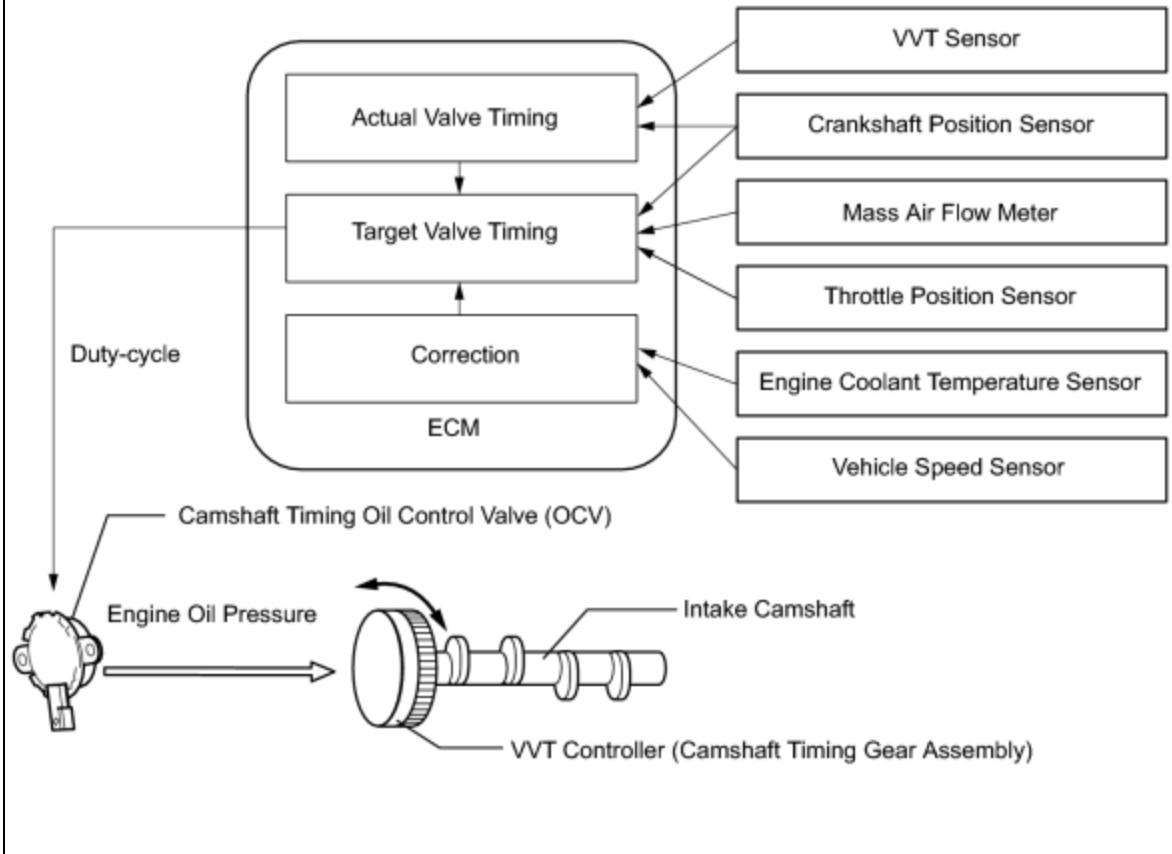 VVT Sensor
Actual Valve Timing
Crankshaft Position Sensor
Target Valve Timing
Mass Air Flow Meter
Throttle Position Sensor
Duty-cycle
Correction
Engine Coolant Temperature Sensor
ECM
Vehicle Speed Sensor
Camshaft Timing Oil Control Valve (OCV)
Engine Oil Pressure
Intake Camshaft
VVT Controller (Camshaft Timing Gear Assembly)